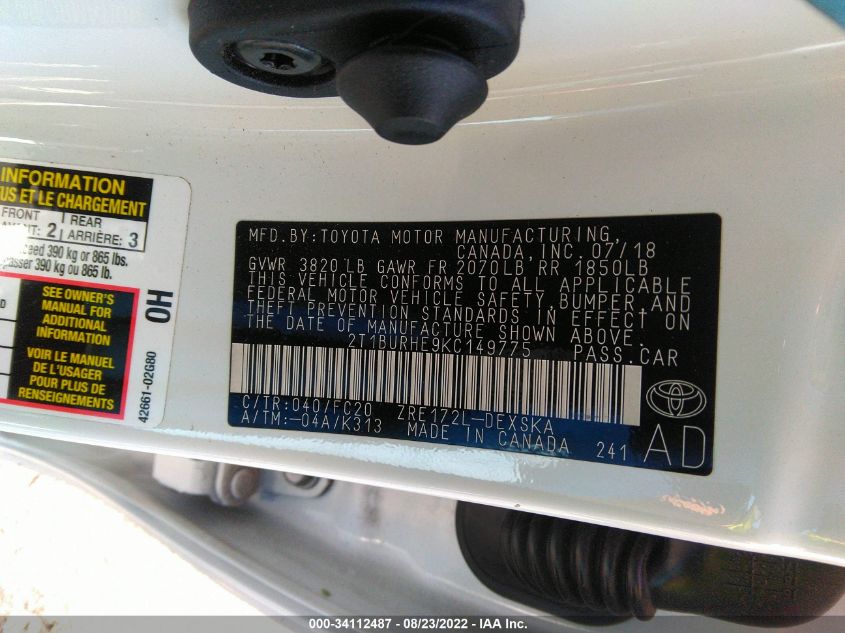 INFORMATION
US ET LE CHARGEMENT
FRONT REAR
2 ARRIÈRE: 3
exceed 390 kg or 865 lbs.
passer 390 kg ou 865 lb.
SEE OWNER'S
MANUAL FOR
ADDITIONAL
INFORMATION
VOIR LE MANUEL
DE L'USAGER
POUR PLUS DE
RENSEIGNEMENTS
42661-02G80
0H
MFD.BY:TOYOTA MOTOR MANUFACTURING,
CANADA, INC. 07/18
GVWR 3820 LB GAWR FR 2070LB RR 1850LB
THIS VEHICLE CONFORMS TO ALL APPLICABLE
FEDERAL MOTOR VEHICLE SAFETY, BUMPER, AND
THEFT PREVENTION STANDARDS IN EFFECT ON
THE DATE OF MANUFACTURE SHOWN ABOVE.
2T1BURHE9KC149775 PASS.CAR
C/TR:040/FC20 ZRE172L-DEXSKA
A/TM:-04A/K313 MADE IN CANADA 241
AD
000-34112487 - 08/23/2022 - IAA Inc.